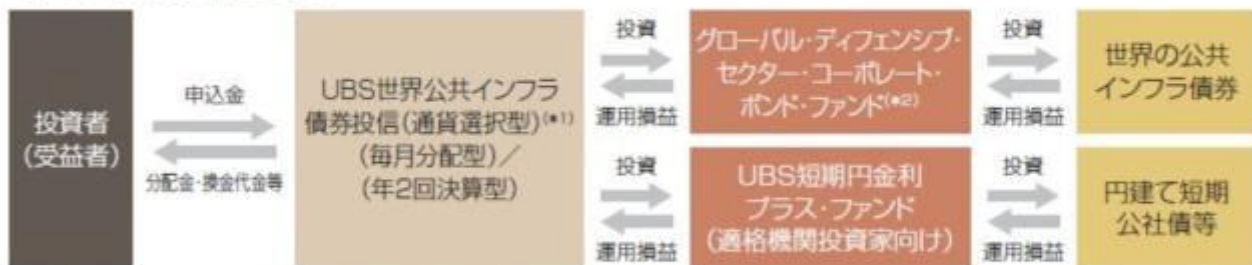 投資者
(受益者)
申込金
分配金・換金代金等
UBS世界公共インフラ
債券投信(通貨選択型)(*1)
(毎月分配型)/
(年2回決算型)
投資
運用損益
グローバル・ディフェンシブ・
セクター・コーポレート・
ボンド・ファンド(*2)
投資
運用損益
世界の公共
インフラ債券
投資
運用損益
UBS短期円金利
プラス・ファンド
(適格機関投資家向け)
投資
運用損益
円建て短期
公社債等